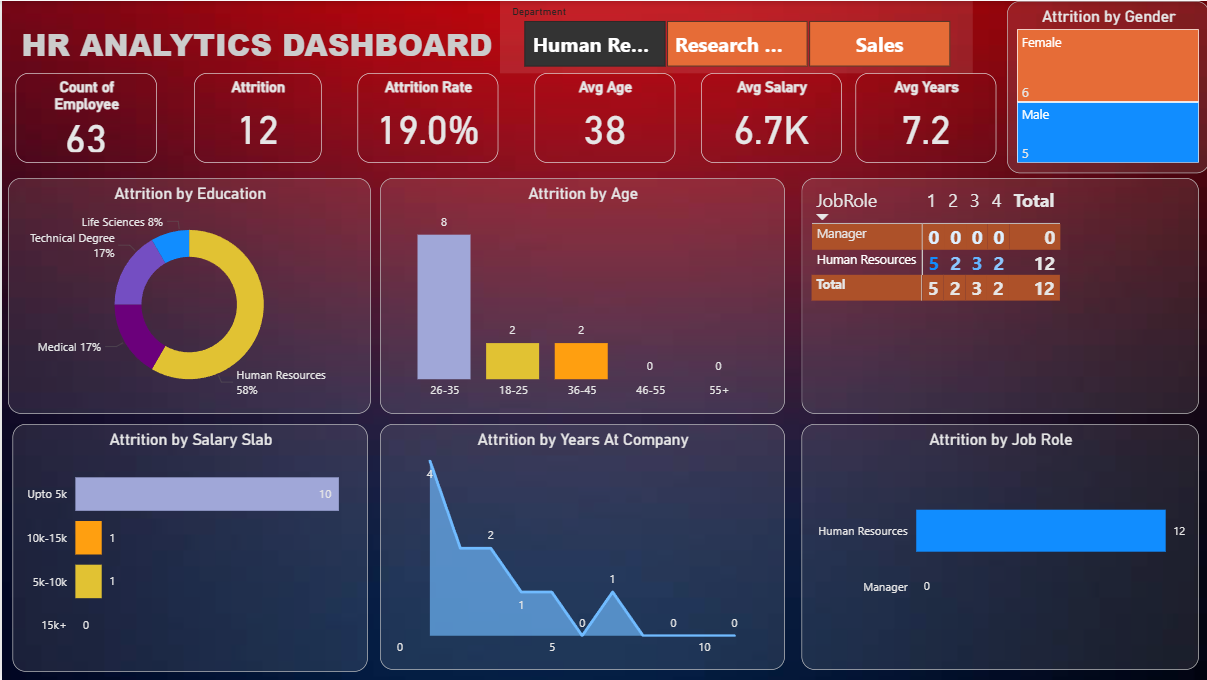 Department
HR ANALYTICS DASHBOARD
Human Re...
Research ...
Sales
Attrition by Gender
Female
6
Male
5
Count of
Employee
63
Attrition
12
Attrition Rate
19.0%
Avg Age
38
Avg Salary
6.7K
Avg Years
7.2
Attrition by Education
Life Sciences 8%
Technical Degree
17%
Medical 17%
Human Resources
58%
Attrition by Age
8
2
2
0
0
26-35
18-25
36-45
46-55
55+
JobRole 1 2 3 4 Total
Manager 0 0 0 0 0
Human Resources 5 2 3 2 12
Total 5 2 3 2 12
Attrition by Salary Slab
Upto 5k 10
10k-15k 1
5k-10k 1
15k+ 0
Attrition by Years At Company
4
2
1
0
1
0
0
0
5
10
Attrition by Job Role
Human Resources 12
Manager 0